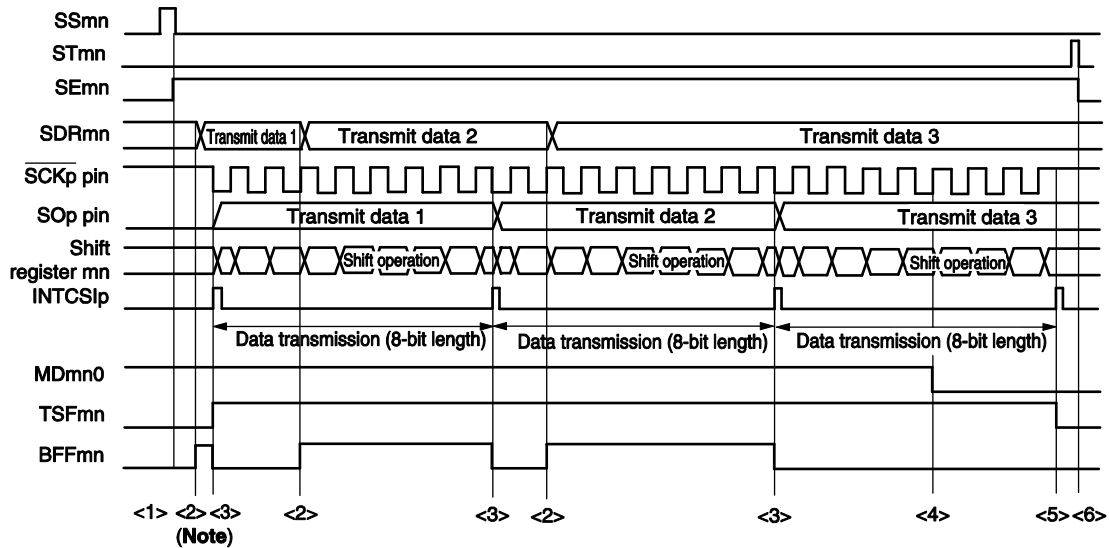 SSmn
STmn
SEmn
SDRmn Transmit data 1 Transmit data 2 Transmit data 3
SCKp pin
SOp pin Transmit data 1 Transmit data 2 Transmit data 3
Shift
register mn Shift operation Shift operation Shift operation
INTCSIp
Data transmission (8-bit length) Data transmission (8-bit length) Data transmission (8-bit length)
MDmn0
TSFmn
BFFmn
<1> <2> <3> <2> <3> <2> <3> <4> <5> <6>
(Note)